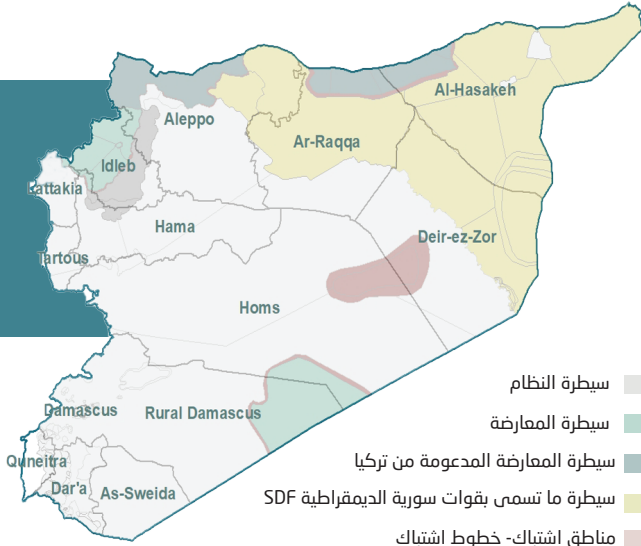 Al-Hasakeh
Aleppo
Ar-Raqqa
Idleb
Lattakia
Hama
Deir-ez-Zor
Tartous
Homs
سيطرة النظام
Damascus
Rural Damascus
سيطرة المعارضة
سيطرة المعارضة المدعومة من تركيا
Quneitra
Dar'a
As-Sweida
سيطرة ما تسمى بقوات سورية الديمقراطية SDF
مناطق اشتباك- خطوط اشتباك